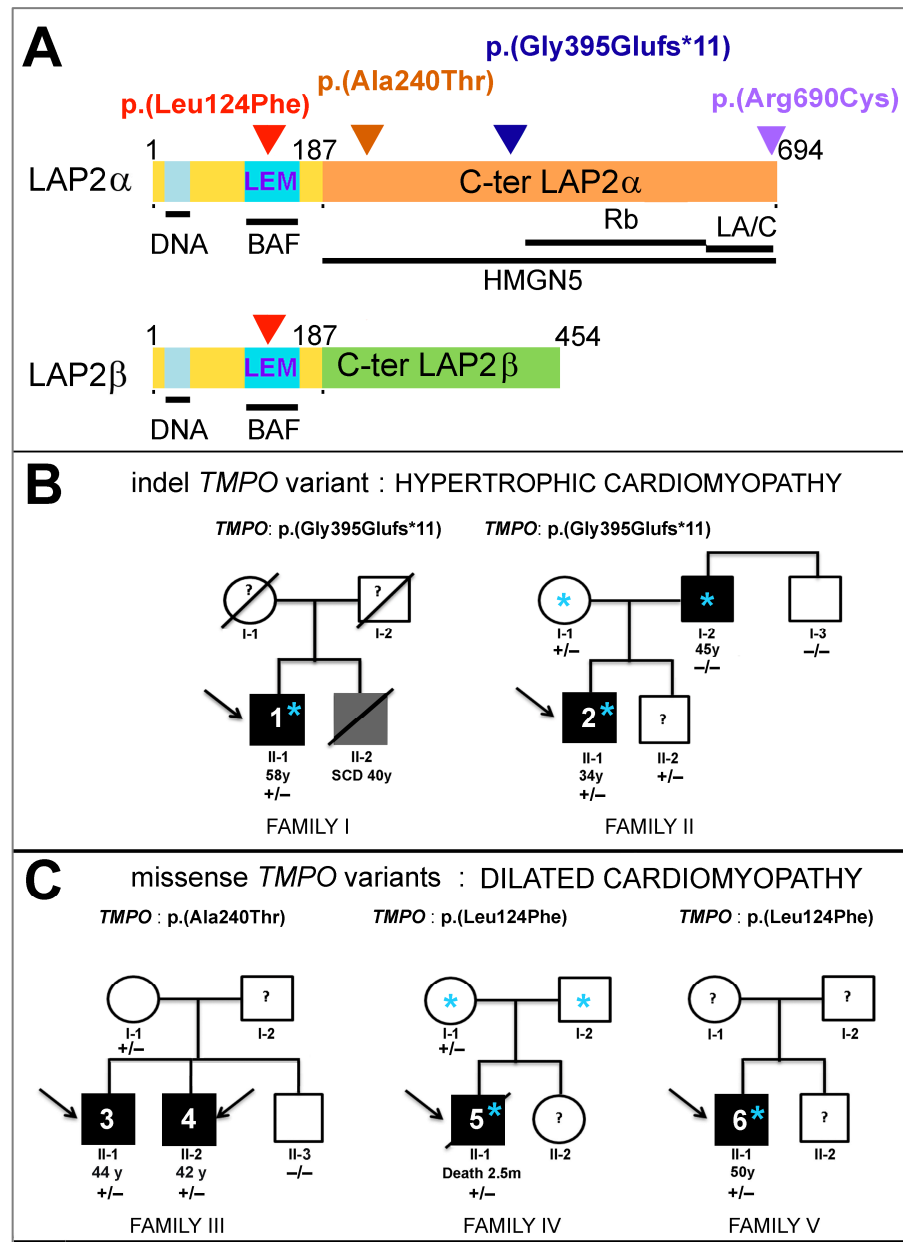 A
p.(Gly395Glufs*11)
p.(Ala240Thr)
p.(Leu124Phe)
p.(Arg690Cys)
1 187 694
LAP2α LEM C-ter LAP2α
DNA BAF Rb LA/C
HMGN5
1 187 454
LAP2β LEM C-ter LAP2β
DNA BAF
B indel TMPO variant : HYPERTROPHIC CARDIOMYOPATHY
TMPO: p.(Gly395Glufs*11) TMPO: p.(Gly395Glufs*11)
? ? * *
I-1 I-2 I-1 I-2 I-3
+/– 45y –/–
–/–
1 * 2 * ?
II-1 II-2 II-1 II-2
58y SCD 40y 34y +/–
+/– +/–
FAMILY I FAMILY II
C missense TMPO variants : DILATED CARDIOMYOPATHY
TMPO : p.(Ala240Thr) TMPO : p.(Leu124Phe) TMPO : p.(Leu124Phe)
? * * ? ?
I-1 I-2 I-1 I-2 I-1 I-2
+/– +/–
3 4 5 * ? 6 * ?
II-1 II-2 II-3 II-1 II-2 II-1 II-2
44 y 42 y –/– Death 2.5m 50y
+/– +/– +/– +/–
FAMILY III FAMILY IV FAMILY V